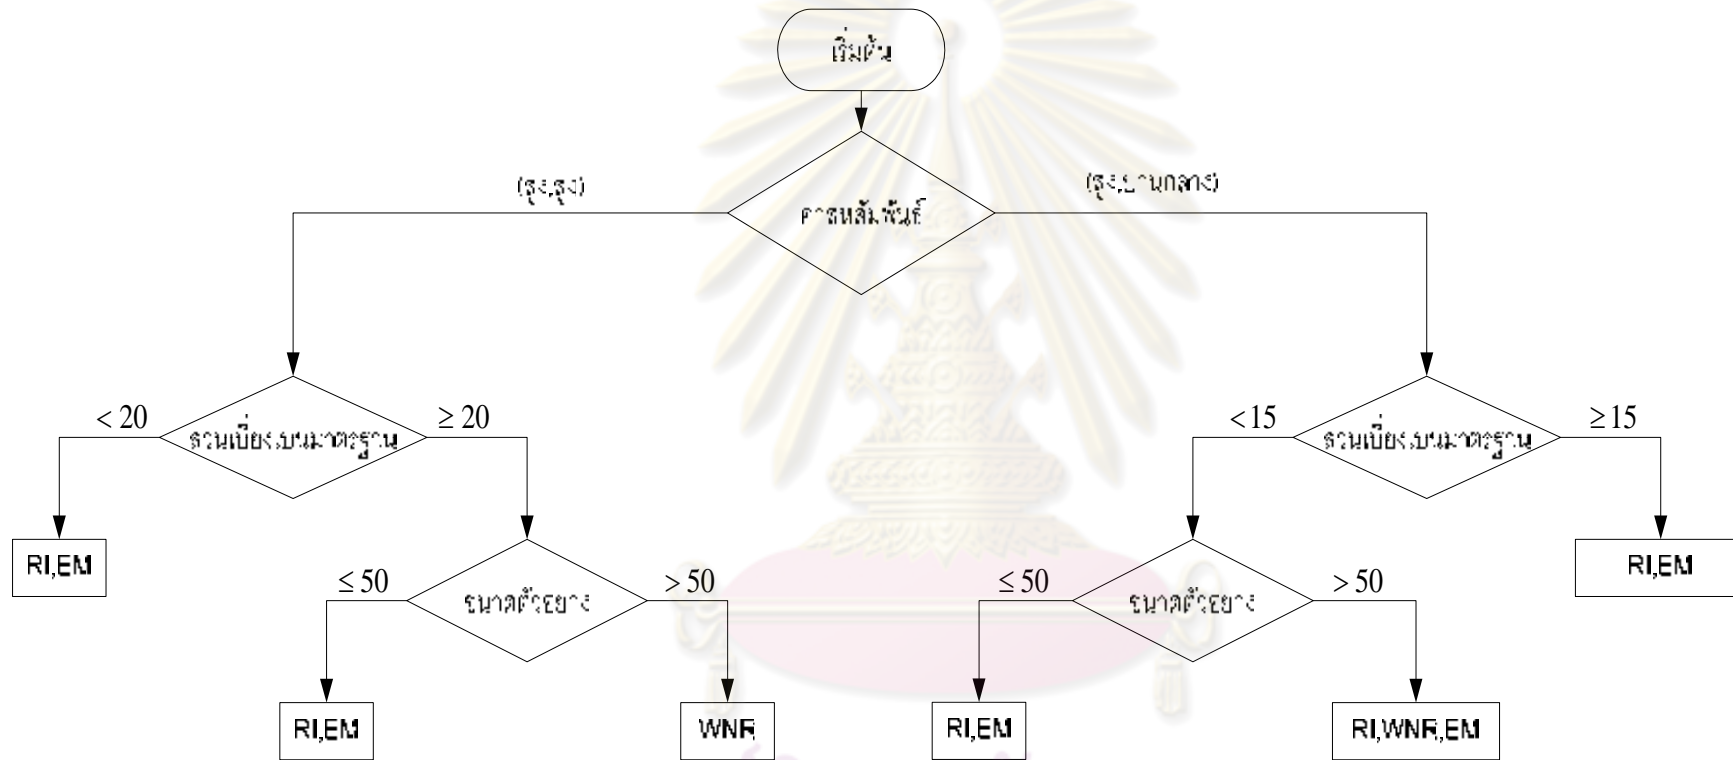 เริ่มต้น
(สูง,สูง)
(สูง,ปานกลาง)
ค่าสหสัมพันธ์
< 20
ส่วนเบี่ยงเบนมาตรฐาน
≥ 20
<15
ส่วนเบี่ยงเบนมาตรฐาน
≥15
RI,EM
≤ 50
ขนาดตัวอย่าง
> 50
≤ 50
ขนาดตัวอย่าง
> 50
RI,EM
RI,EM
WNR
RI,EM
RI,WNR,EM